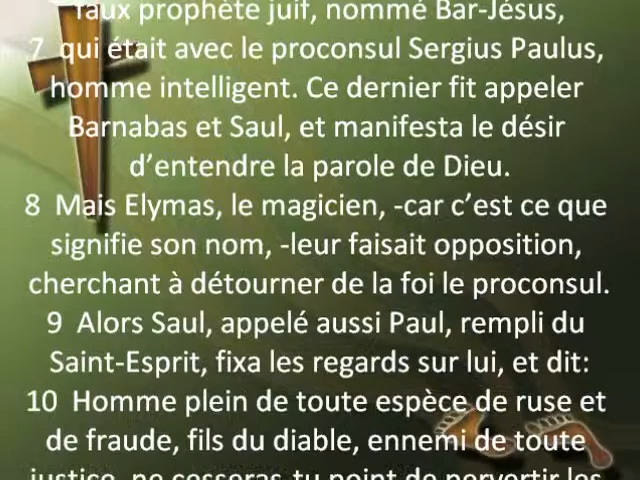 faux prophète juif, nommé Bar-Jésus,
7 qui était avec le proconsul Sergius Paulus,
homme intelligent. Ce dernier fit appeler
Barnabas et Saul, et manifesta le désir
d’entendre la parole de Dieu.
8 Mais Elymas, le magicien, -car c’est ce que
signifie son nom, -leur faisait opposition,
cherchant à détourner de la foi le proconsul.
9 Alors Saul, appelé aussi Paul, rempli du
Saint-Esprit, fixa les regards sur lui, et dit:
10 Homme plein de toute espèce de ruse et
de fraude, fils du diable, ennemi de toute
justice, ne cesseras-tu point de pervertir les